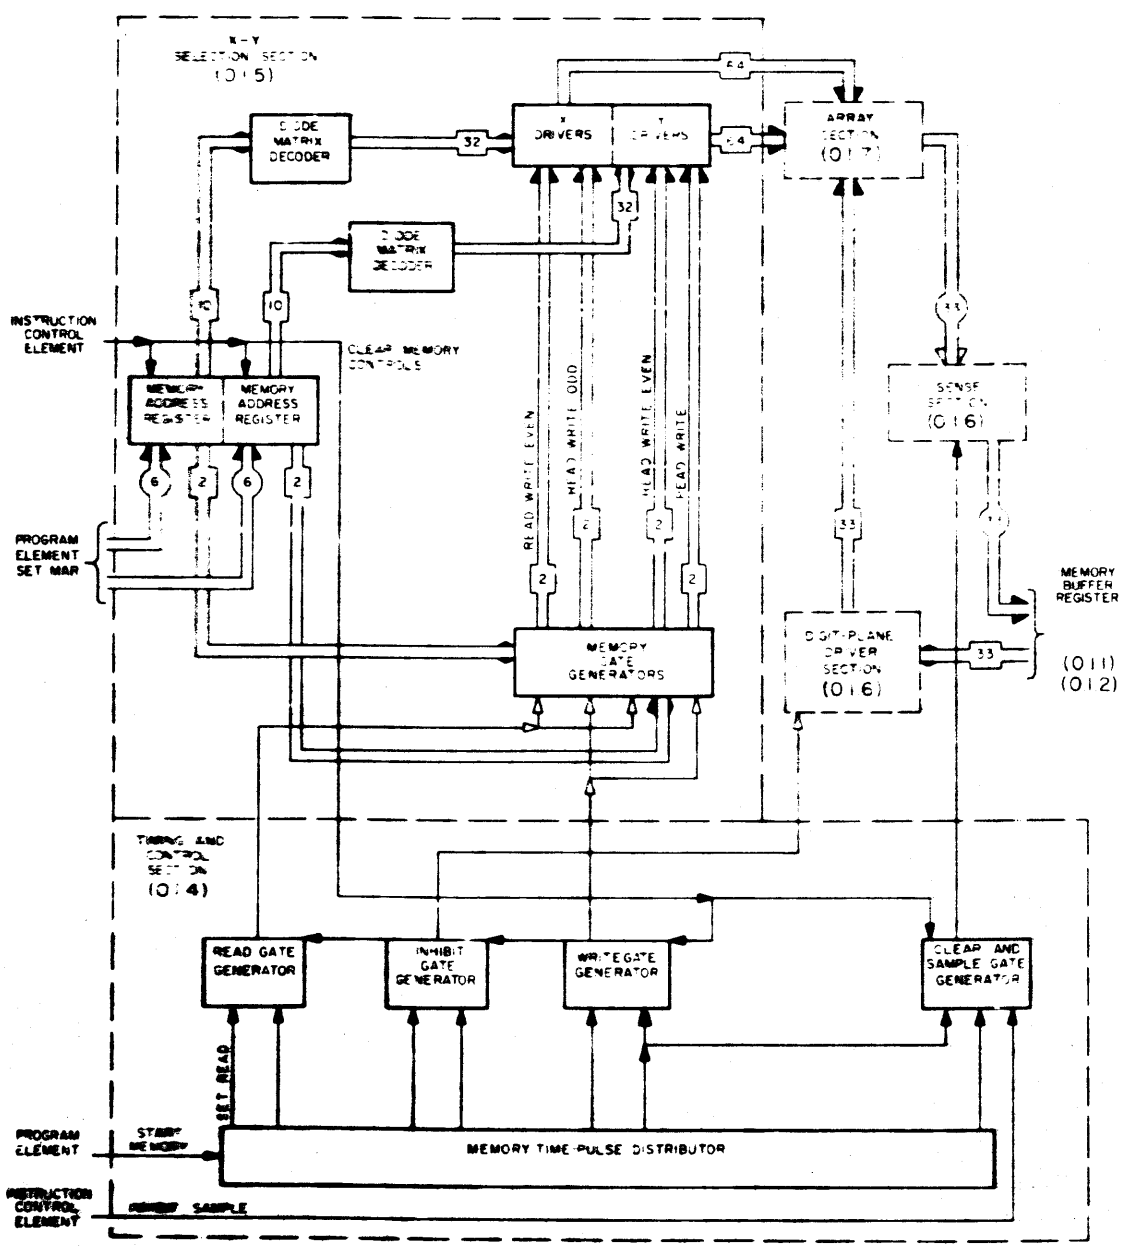 X-Y
SELECTION SECTION
(015)
64
X
DRIVERS
Y
DRIVERS
64
ARRAY
SECTION
(017)
DIODE
MATRIX
DECODER
32
32
DIODE
MATRIX
DECODER
10
10
33
INSTRUCTION
CONTROL
ELEMENT
CLEAR MEMORY
CONTROLS
MEMORY
ADDRESS
REGISTER
MEMORY
ADDRESS
REGISTER
SENSE
SECTION
(016)
READ WRITE EVEN
READ WRITE ODD
READ WRITE EVEN
READ WRITE
6
2
6
2
2
2
33
33
PROGRAM
ELEMENT
SET MAR
2
2
MEMORY
BUFFER
REGISTER
MEMORY
GATE
GENERATORS
DIGIT-PLANE
DRIVER
SECTION
(016)
33
(011)
(012)
TIMING AND
CONTROL
SECTION
(014)
READ GATE
GENERATOR
INHIBIT
GATE
GENERATOR
WRITE GATE
GENERATOR
CLEAR AND
SAMPLE GATE
GENERATOR
SET READ
PROGRAM
ELEMENT
START
MEMORY
MEMORY TIME-PULSE DISTRIBUTOR
INSTRUCTION
CONTROL
ELEMENT
SAMPLE